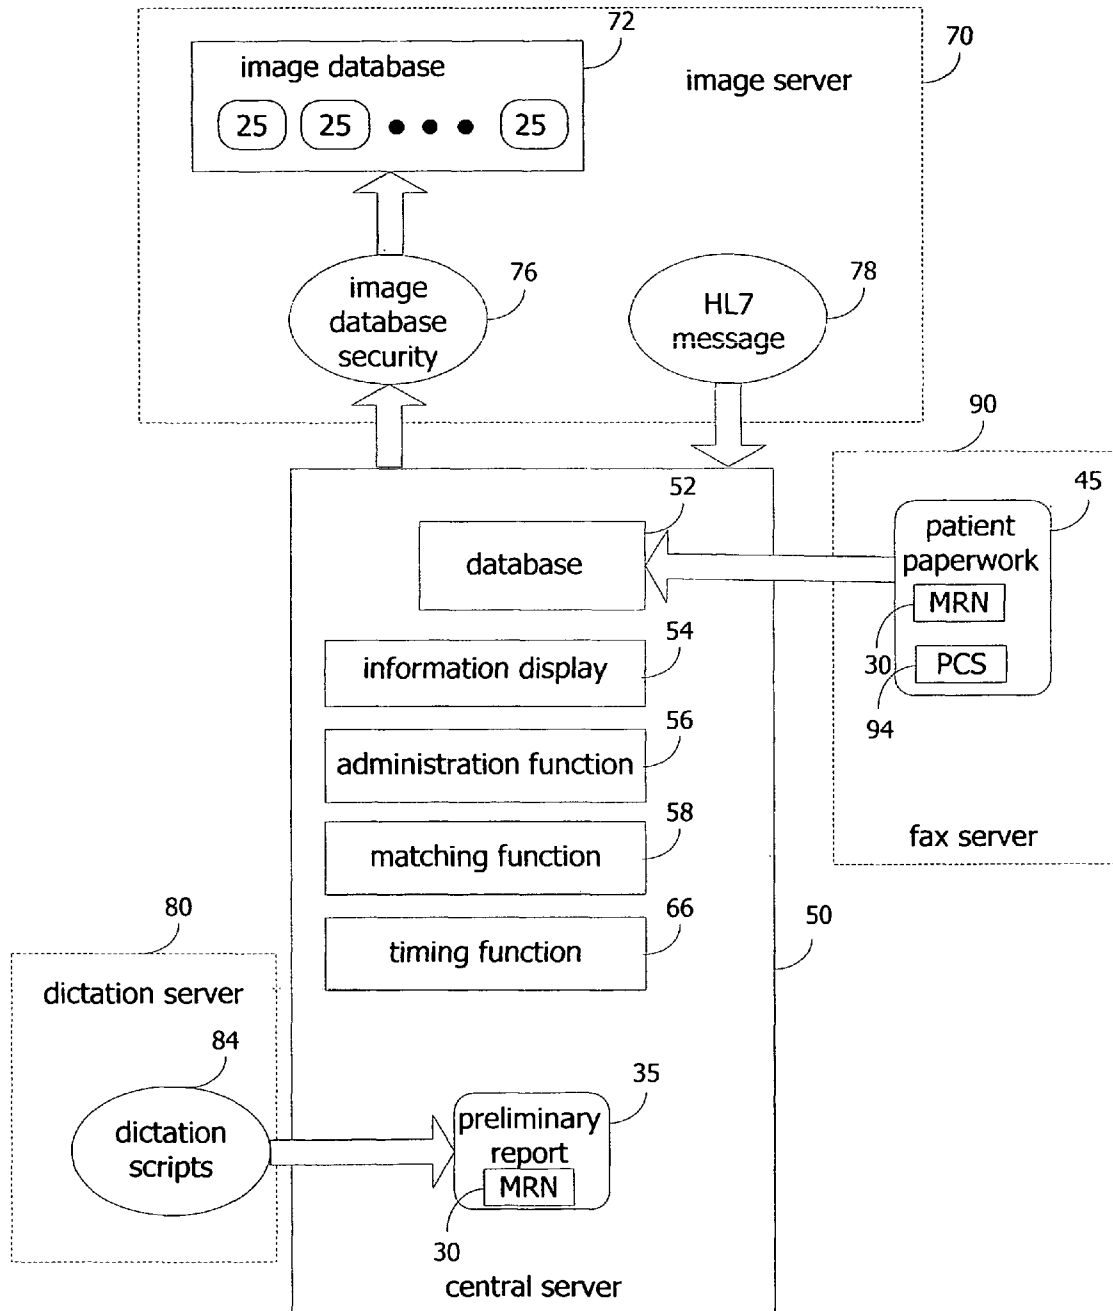 72
70
image database
image server
25
25
25
76
78
image
database
security
HL7
message
90
45
52
patient
paperwork
database
MRN
54
30
PCS
information display
94
56
administration function
58
fax server
matching function
66
50
80
timing function
dictation server
84
35
preliminary
report
dictation
scripts
MRN
30
central server